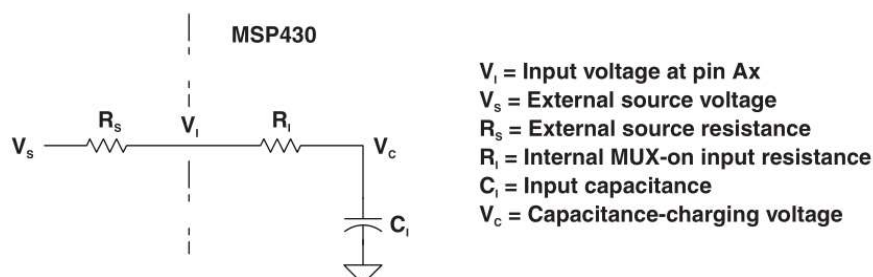 MSP430
V_S
R_S
V_I
R_I
V_C
C_I
V_I = Input voltage at pin Ax
V_S = External source voltage
R_S = External source resistance
R_I = Internal MUX-on input resistance
C_I = Input capacitance
V_C = Capacitance-charging voltage